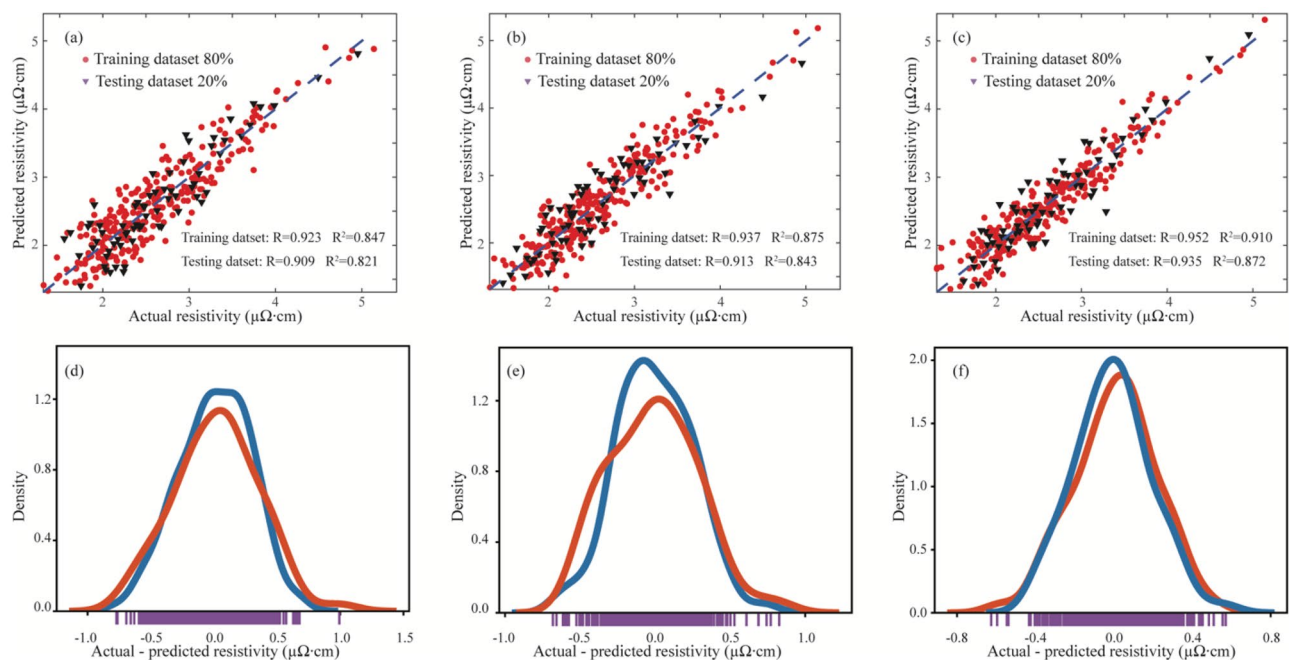 (a)
Training dataset 80%
Testing dataset 20%
Training datset: R=0.923 R²=0.847
Testing datset: R=0.909 R²=0.821
5
4
3
2
Predicted resistivity (μΩ·cm)
2 3 4 5
Actual resistivity (μΩ·cm)
(b)
Training dataset 80%
Testing dataset 20%
Training datset: R=0.937 R²=0.875
Testing datset: R=0.913 R²=0.843
5
4
3
2
Predicted resistivity (μΩ·cm)
2 3 4 5
Actual resistivity (μΩ·cm)
(c)
Training dataset 80%
Testing dataset 20%
Training datset: R=0.952 R²=0.910
Testing datset: R=0.935 R²=0.872
5
4
3
2
Predicted resistivity (μΩ·cm)
2 3 4 5
Actual resistivity (μΩ·cm)
(d)
1.2
0.8
0.4
0.0
Density
-1.0 -0.5 0.0 0.5 1.0 1.5
Actual - predicted resistivity (μΩ·cm)
(e)
1.2
0.8
0.4
0.0
Density
-1.0 -0.5 0.0 0.5 1.0
Actual - predicted resistivity (μΩ·cm)
(f)
2.0
1.5
1.0
0.5
0.0
Density
-0.8 -0.4 0.0 0.4 0.8
Actual - predicted resistivity (μΩ·cm)